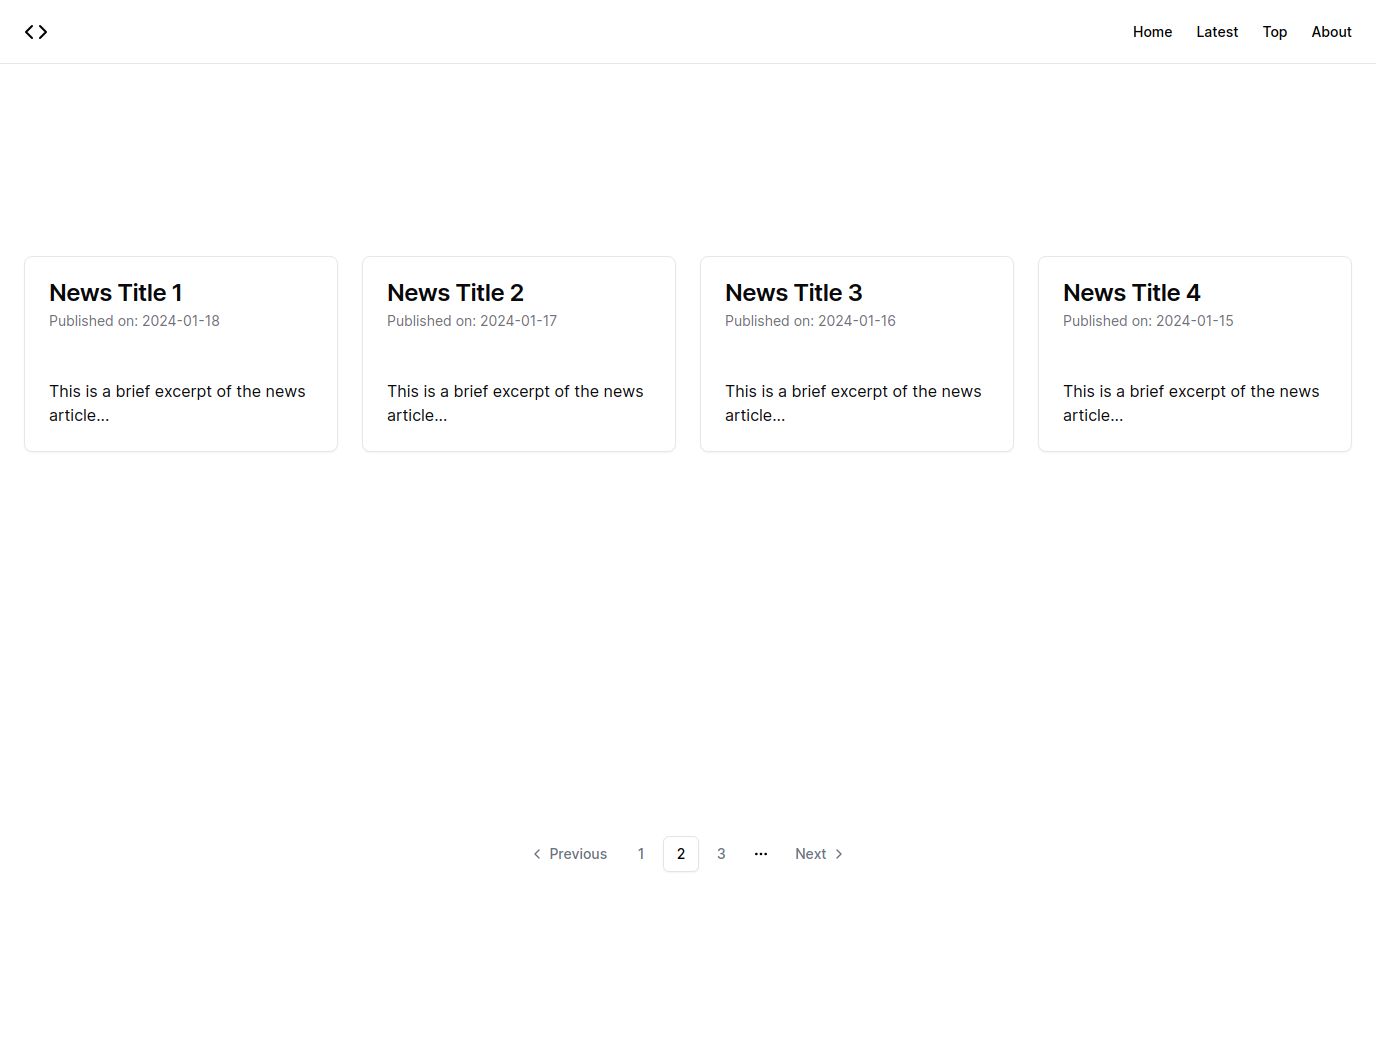 Home Latest Top About
News Title 1
Published on: 2024-01-18
This is a brief excerpt of the news
article...
News Title 2
Published on: 2024-01-17
This is a brief excerpt of the news
article...
News Title 3
Published on: 2024-01-16
This is a brief excerpt of the news
article...
News Title 4
Published on: 2024-01-15
This is a brief excerpt of the news
article...
Previous 1 2 3 ... Next